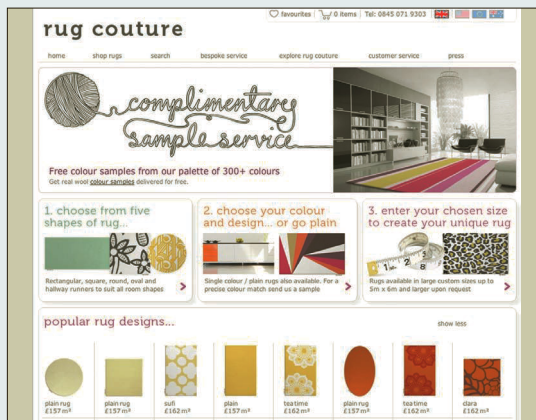 favourites | 0 items | Tel: 0845 071 9303
rug couture
home shop rugs search bespoke service explore rug couture customer service press
complimentary
sample service
Free colour samples from our palette of 300+ colours
Get real wool colour samples delivered for free.
1. choose from five
shapes of rug...
Rectangular, square, round, oval and
hallway runners to suit all room shapes
2. choose your colour
and design... or go plain
Single colour / plain rugs also available. For a
precise colour match send us a sample
3. enter your chosen size
to create your unique rug
Rugs available in large custom sizes up to
5m x 6m and larger upon request
popular rug designs...
show less
plain rug plain rug sufi plain teatime plain rug teatime clara
£157 m² £157 m² £162 m² £157 m² £162 m² £157 m² £162 m² £162 m²